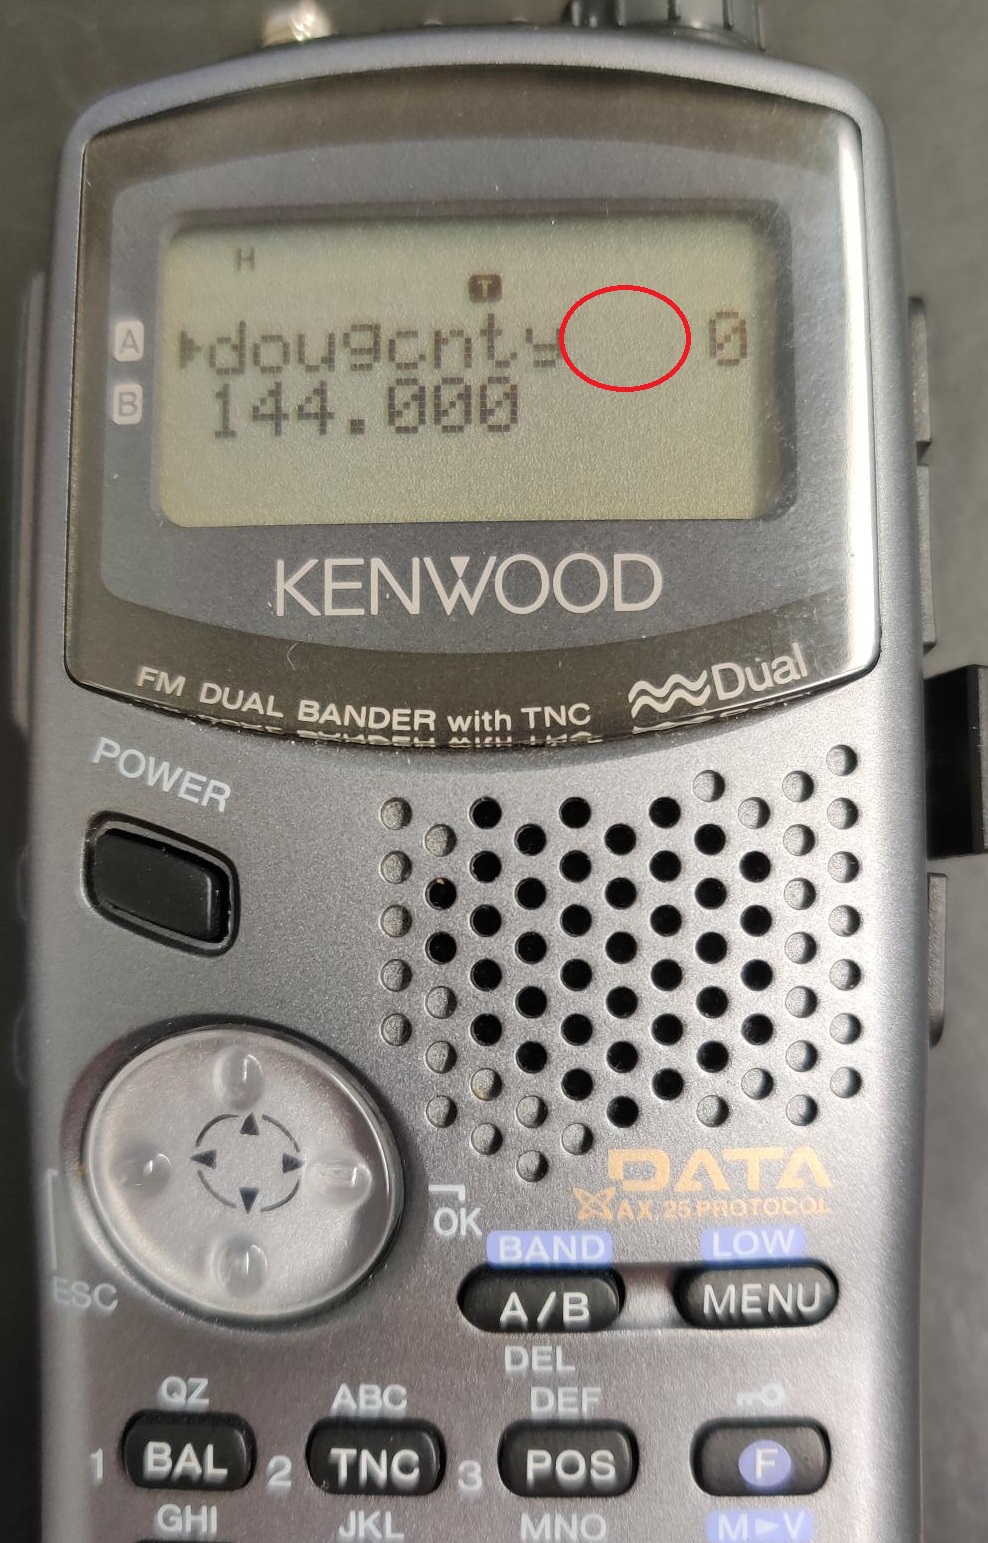 H
T
A dougcnty 0
B 144.000
KENWOOD
FM DUAL BANDER with TNC Dual
POWER
DATA
AX.25 PROTOCOL
OK
ESC
BAND LOW
A/B MENU
DEL
QZ ABC DEF
1 BAL 2 TNC 3 POS F
GHI JKL MNO M►V